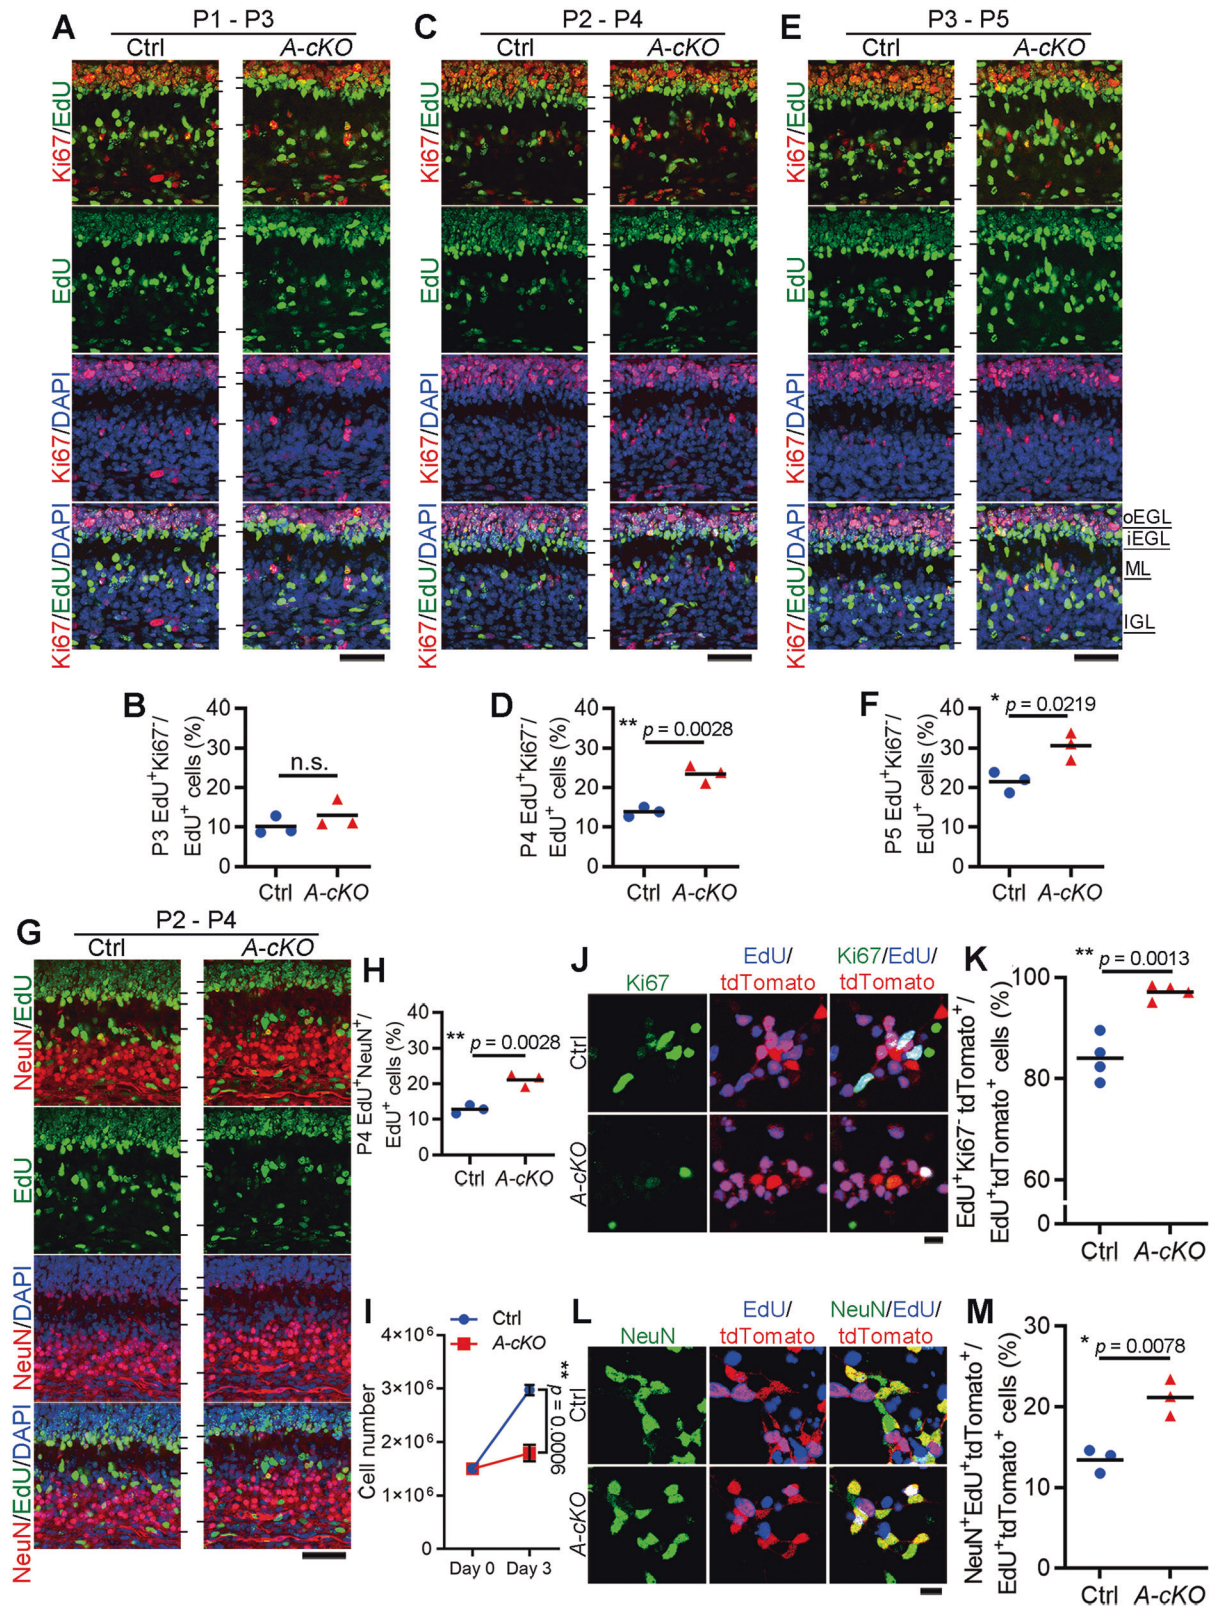 A
P1 - P3
Ctrl
A-cKO
Ki67/EdU
EdU
Ki67/DAPI
Ki67/EdU/DAPI
C
P2 - P4
Ctrl
A-cKO
Ki67/EdU
EdU
Ki67/DAPI
Ki67/EdU/DAPI
E
P3 - P5
Ctrl
A-cKO
Ki67/EdU
EdU
Ki67/DAPI
Ki67/EdU/DAPI
oEGL
iEGL
ML
IGL
B
P3 EdU⁺Ki67⁻/
EdU⁺ cells (%)
40
30
20
10
0
n.s.
Ctrl
A-cKO
D
P4 EdU⁺Ki67⁻/
EdU⁺ cells (%)
40
30
20
10
0
** p = 0.0028
Ctrl
A-cKO
F
P5 EdU⁺Ki67⁻/
EdU⁺ cells (%)
40
30
20
10
0
* p = 0.0219
Ctrl
A-cKO
G
P2 - P4
Ctrl
A-cKO
NeuN/EdU
EdU
NeuN/DAPI
NeuN/EdU/DAPI
H
P4 EdU⁺NeuN⁺/
EdU⁺ cells (%)
40
30
20
10
0
** p = 0.0028
Ctrl
A-cKO
I
Ctrl
A-cKO
Cell number
4×10⁶
3×10⁶
2×10⁶
1×10⁶
0
Day 0
Day 3
** p = 0.0006
J
Ki67
EdU/
tdTomato
Ki67/EdU/
tdTomato
Ctrl
A-cKO
K
EdU⁺Ki67⁻ tdTomato⁺/
EdU⁺tdTomato⁺ cells (%)
100
80
60
0
** p = 0.0013
Ctrl
A-cKO
L
NeuN
EdU/
tdTomato
NeuN/EdU/
tdTomato
Ctrl
A-cKO
M
NeuN⁺EdU⁺tdTomato⁺/
EdU⁺tdTomato⁺ cells (%)
30
20
10
0
* p = 0.0078
Ctrl
A-cKO